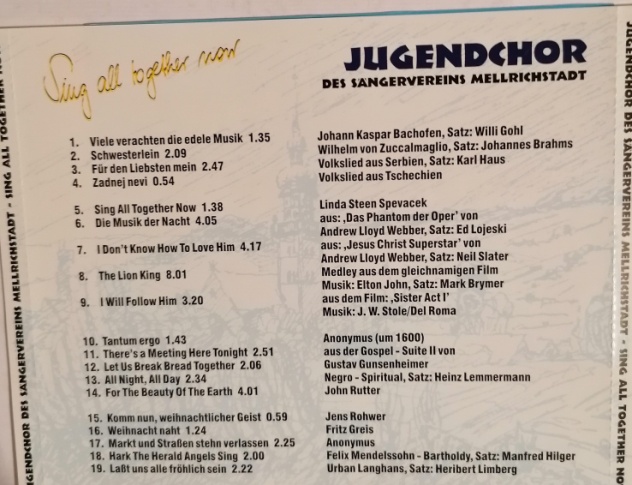 Sing all together now
JUGENDCHOR
DES SÄNGERVEREINS MELLRICHSTADT
1. Viele verachten die edele Musik 1.35
2. Schwesterlein 2.09
3. Für den Liebsten mein 2.47
4. Zadnej nevi 0.54
5. Sing All Together Now 1.38
6. Die Musik der Nacht 4.05
7. I Don't Know How To Love Him 4.17
8. The Lion King 8.01
9. I Will Follow Him 3.20
10. Tantum ergo 1.43
11. There's a Meeting Here Tonight 2.51
12. Let Us Break Bread Together 2.06
13. All Night, All Day 2.34
14. For The Beauty Of The Earth 4.01
15. Komm nun, weihnachtlicher Geist 0.59
16. Weihnacht naht 1.24
17. Markt und Straßen stehn verlassen 2.25
18. Hark The Herald Angels Sing 2.00
19. Laßt uns alle fröhlich sein 2.22
Johann Kaspar Bachofen, Satz: Willi Gohl
Wilhelm von Zuccalmaglio, Satz: Johannes Brahms
Volkslied aus Serbien, Satz: Karl Haus
Volkslied aus Tschechien
Linda Steen Spevacek
aus: ‚Das Phantom der Oper' von
Andrew Lloyd Webber, Satz: Ed Lojeski
aus: ‚Jesus Christ Superstar' von
Andrew Lloyd Webber, Satz: Neil Slater
Medley aus dem gleichnamigen Film
Musik: Elton John, Satz: Mark Brymer
aus dem Film: ‚Sister Act I'
Musik: J. W. Stole/Del Roma
Anonymus (um 1600)
aus der Gospel - Suite II von
Gustav Gunsenheimer
Negro - Spiritual, Satz: Heinz Lemmermann
John Rutter
Jens Rohwer
Fritz Greis
Anonymus
Felix Mendelssohn - Bartholdy, Satz: Manfred Hilger
Urban Langhans, Satz: Heribert Limberg
UGENDCHOR DES SÄNGERVEREINS MELLRICHSTADT - SING ALL TOGETHER NO
JUGENDCHOR DES SÄNGERVEREINS MELLRICHSTADT - SING ALL TOGETHER NO